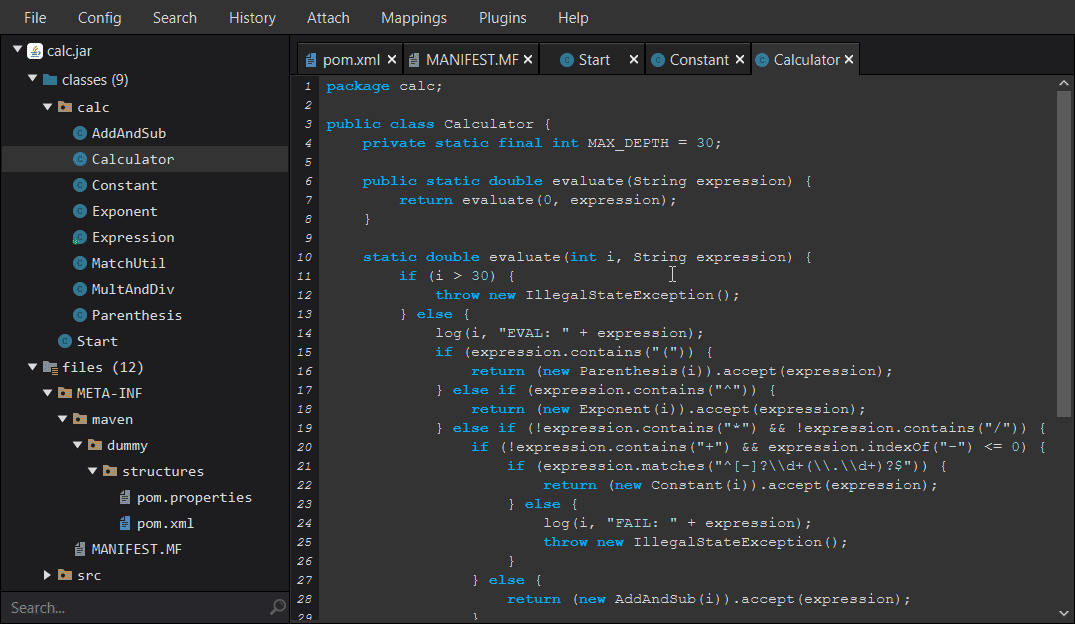 File Config Search History Attach Mappings Plugins Help
calc.jar
classes (9)
calc
AddAndSub
Calculator
Constant
Exponent
Expression
MatchUtil
MultAndDiv
Parenthesis
Start
files (12)
META-INF
maven
dummy
structures
pom.properties
pom.xml
MANIFEST.MF
src
Search...
pom.xml × MANIFEST.MF × Start × Constant × Calculator ×
1 package calc;
2
3 public class Calculator {
4     private static final int MAX_DEPTH = 30;
5
6     public static double evaluate(String expression) {
7         return evaluate(0, expression);
8     }
9
10     static double evaluate(int i, String expression) {
11         if (i > 30) {
12             throw new IllegalStateException();
13         } else {
14             log(i, "EVAL: " + expression);
15             if (expression.contains("(")) {
16                 return (new Parenthesis(i)).accept(expression);
17             } else if (expression.contains("^")) {
18                 return (new Exponent(i)).accept(expression);
19             } else if (!expression.contains("*") && !expression.contains("/")) {
20                 if (!expression.contains("+") && expression.indexOf("-") <= 0) {
21                     if (expression.matches("^[-]?\\d+(\\.\\d+)?$")) {
22                         return (new Constant(i)).accept(expression);
23                     } else {
24                         log(i, "FAIL: " + expression);
25                         throw new IllegalStateException();
26                     }
27                 } else {
28                     return (new AddAndSub(i)).accept(expression);
29                 }